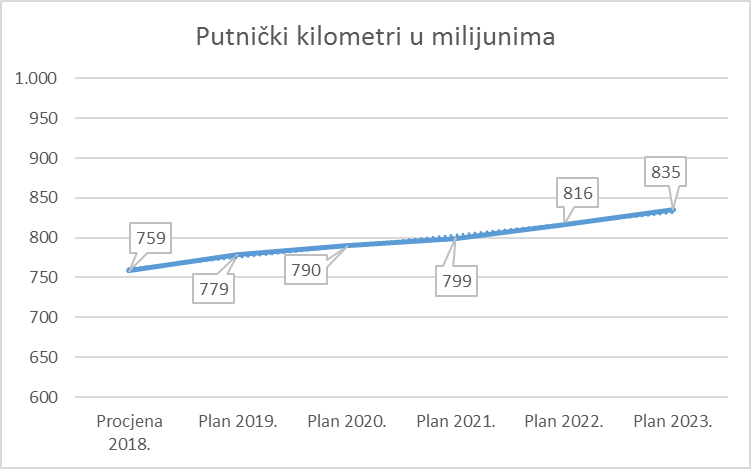 Putnički kilometri u milijunima
1.000
950
900
850
800
750
700
650
600
759
779
790
799
816
835
Procjena
2018.
Plan 2019.
Plan 2020.
Plan 2021.
Plan 2022.
Plan 2023.